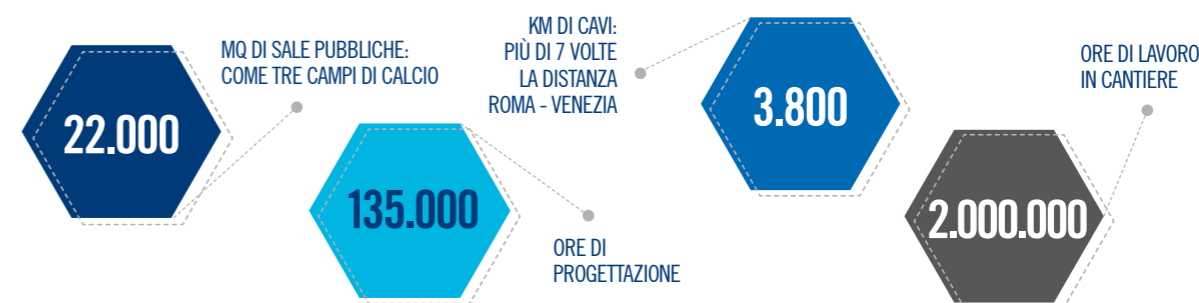 22.000
MQ DI SALE PUBBLICHE:
COME TRE CAMPI DI CALCIO
135.000
ORE DI
PROGETTAZIONE
KM DI CAVI:
PIÙ DI 7 VOLTE
LA DISTANZA
ROMA - VENEZIA
3.800
2.000.000
ORE DI LAVORO
IN CANTIERE